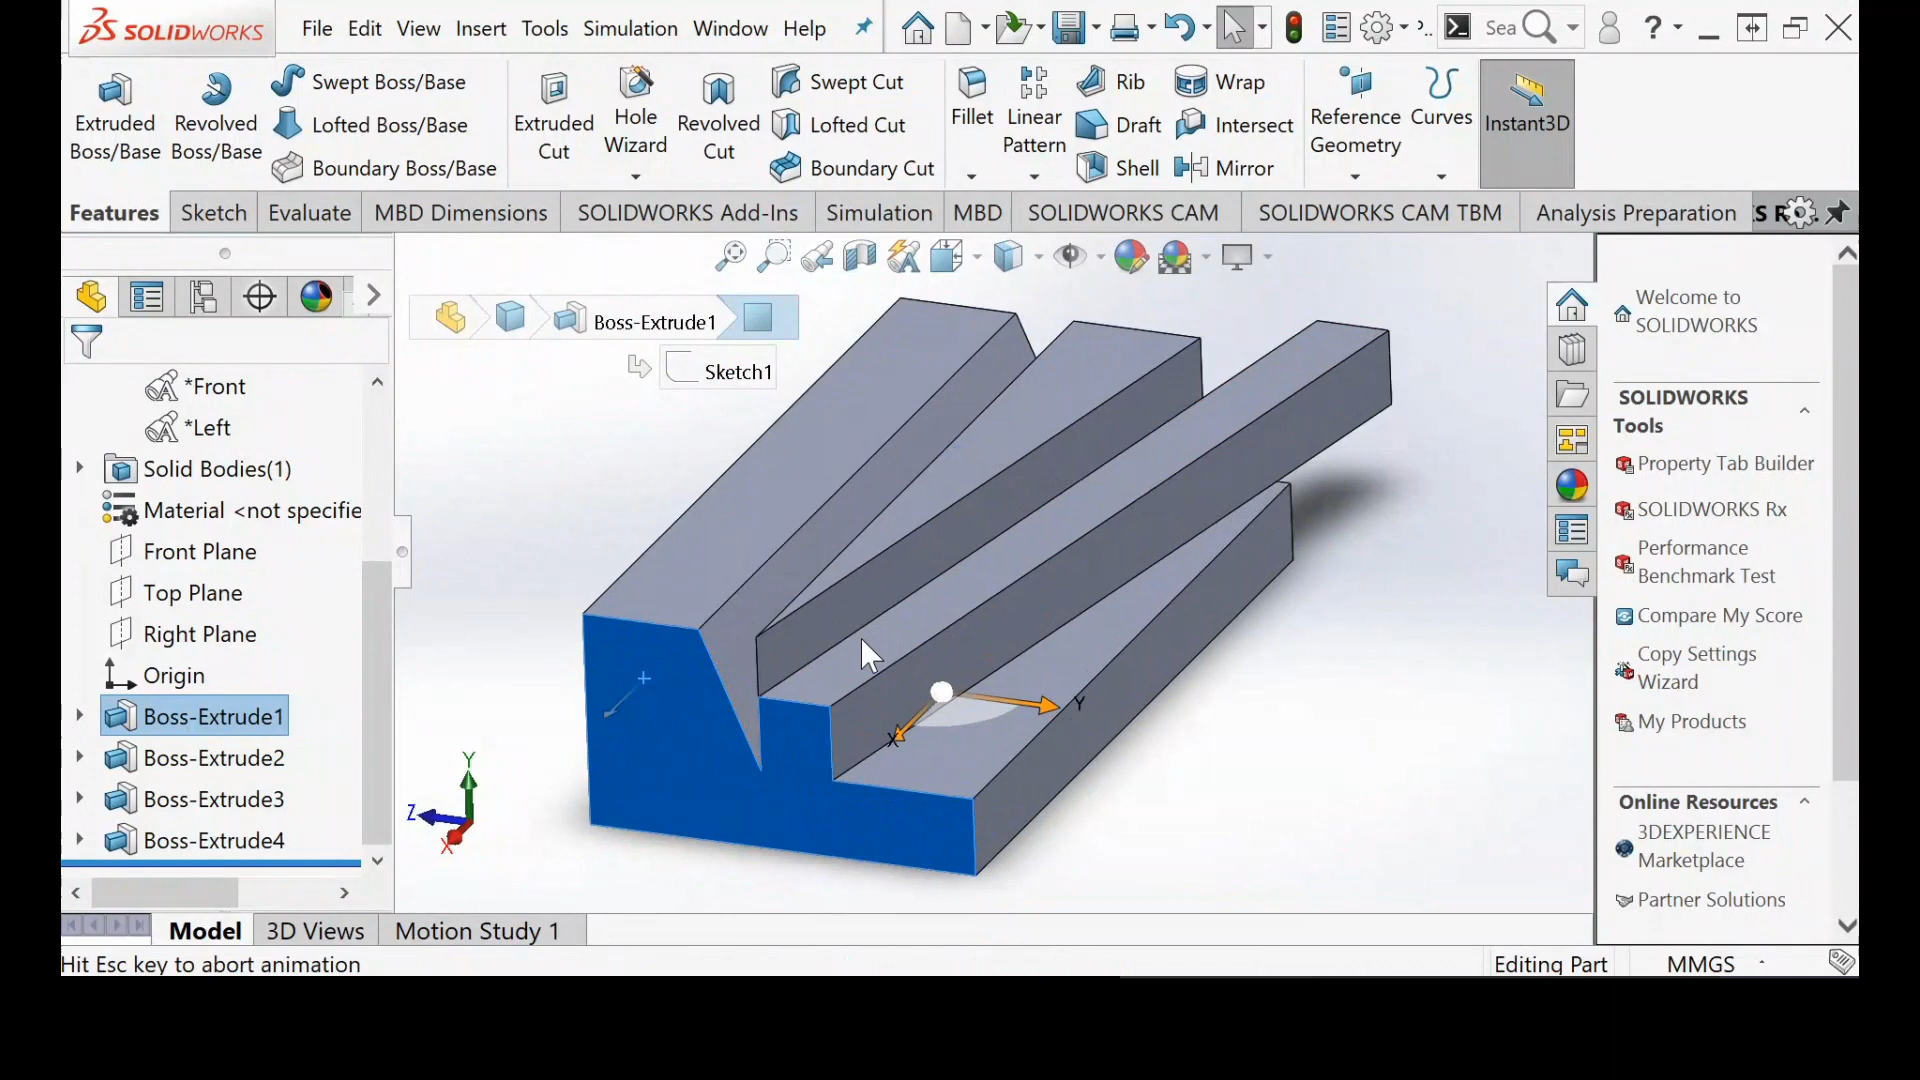 SOLIDWORKS File Edit View Insert Tools Simulation Window Help Sea ?
Extruded Boss/Base
Revolved Boss/Base
Swept Boss/Base
Lofted Boss/Base
Boundary Boss/Base
Extruded Cut
Hole Wizard
Revolved Cut
Swept Cut
Lofted Cut
Boundary Cut
Fillet
Linear Pattern
Rib
Draft
Shell
Wrap
Intersect
Mirror
Reference Geometry
Curves
Instant3D
Features Sketch Evaluate MBD Dimensions SOLIDWORKS Add-Ins Simulation MBD SOLIDWORKS CAM SOLIDWORKS CAM TBM Analysis Preparation
*Front
*Left
Solid Bodies(1)
Material <not specifie
Front Plane
Top Plane
Right Plane
Origin
Boss-Extrude1
Boss-Extrude2
Boss-Extrude3
Boss-Extrude4
Boss-Extrude1
Sketch1
Y
X
Y
Z
X
Welcome to
SOLIDWORKS
SOLIDWORKS
Tools
Property Tab Builder
SOLIDWORKS Rx
Performance
Benchmark Test
Compare My Score
Copy Settings
Wizard
My Products
Online Resources
3DEXPERIENCE
Marketplace
Partner Solutions
Model 3D Views Motion Study 1
Hit Esc key to abort animation Editing Part MMGS